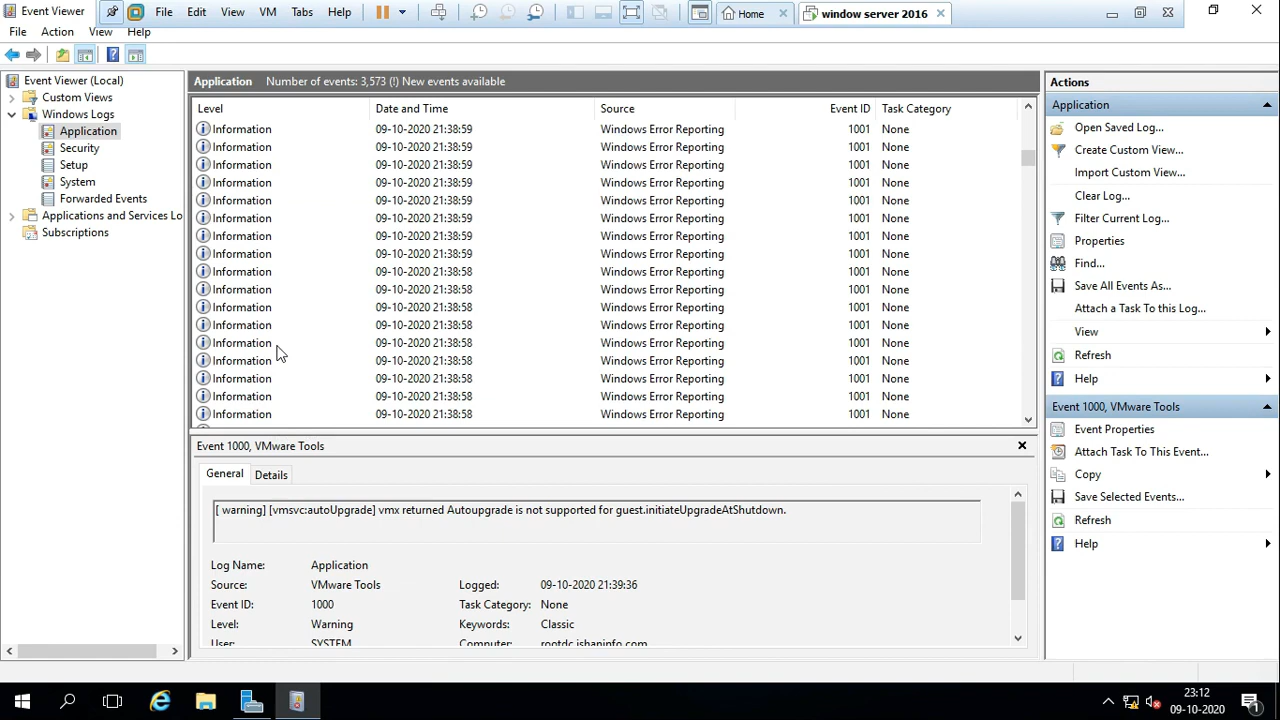 Event Viewer
File Edit View VM Tabs Help
Home
window server 2016
File Action View Help
Event Viewer (Local)
Custom Views
Windows Logs
Application
Security
Setup
System
Forwarded Events
Applications and Services Lo
Subscriptions
Application Number of events: 3,573 (!) New events available
Level Date and Time Source Event ID Task Category
Information 09-10-2020 21:38:59 Windows Error Reporting 1001 None
Information 09-10-2020 21:38:59 Windows Error Reporting 1001 None
Information 09-10-2020 21:38:59 Windows Error Reporting 1001 None
Information 09-10-2020 21:38:59 Windows Error Reporting 1001 None
Information 09-10-2020 21:38:59 Windows Error Reporting 1001 None
Information 09-10-2020 21:38:59 Windows Error Reporting 1001 None
Information 09-10-2020 21:38:59 Windows Error Reporting 1001 None
Information 09-10-2020 21:38:59 Windows Error Reporting 1001 None
Information 09-10-2020 21:38:58 Windows Error Reporting 1001 None
Information 09-10-2020 21:38:58 Windows Error Reporting 1001 None
Information 09-10-2020 21:38:58 Windows Error Reporting 1001 None
Information 09-10-2020 21:38:58 Windows Error Reporting 1001 None
Information 09-10-2020 21:38:58 Windows Error Reporting 1001 None
Information 09-10-2020 21:38:58 Windows Error Reporting 1001 None
Information 09-10-2020 21:38:58 Windows Error Reporting 1001 None
Information 09-10-2020 21:38:58 Windows Error Reporting 1001 None
Information 09-10-2020 21:38:58 Windows Error Reporting 1001 None
Event 1000, VMware Tools
General Details
[ warning] [vmsvc:autoUpgrade] vmx returned Autoupgrade is not supported for guest.initiateUpgradeAtShutdown.
Log Name: Application
Source: VMware Tools Logged: 09-10-2020 21:39:36
Event ID: 1000 Task Category: None
Level: Warning Keywords: Classic
User: SYSTEM Computer: rootdc.ishaninfo.com
Actions
Application
Open Saved Log...
Create Custom View...
Import Custom View...
Clear Log...
Filter Current Log...
Properties
Find...
Save All Events As...
Attach a Task To this Log...
View
Refresh
Help
Event 1000, VMware Tools
Event Properties
Attach Task To This Event...
Copy
Save Selected Events...
Refresh
Help
23:12
09-10-2020
1